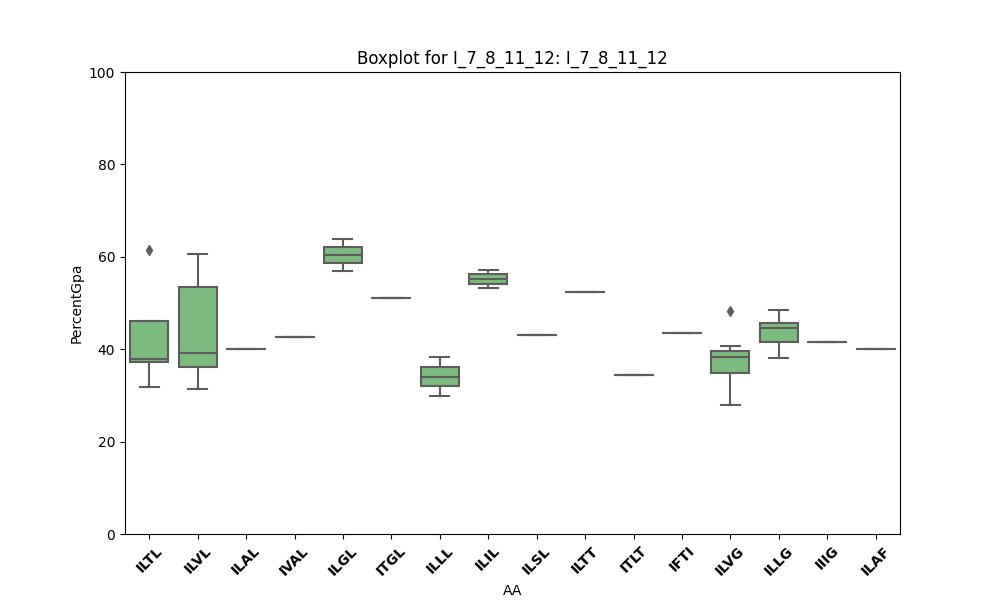 Boxplot for I_7_8_11_12: I_7_8_11_12
PercentGpa
100
80
60
40
20
0
ILTL ILVL ILAL IVAL ILGL ITGL ILLL ILIL ILSL ILTT ITLT IFTI ILVG ILLG IIIG ILAF
AA